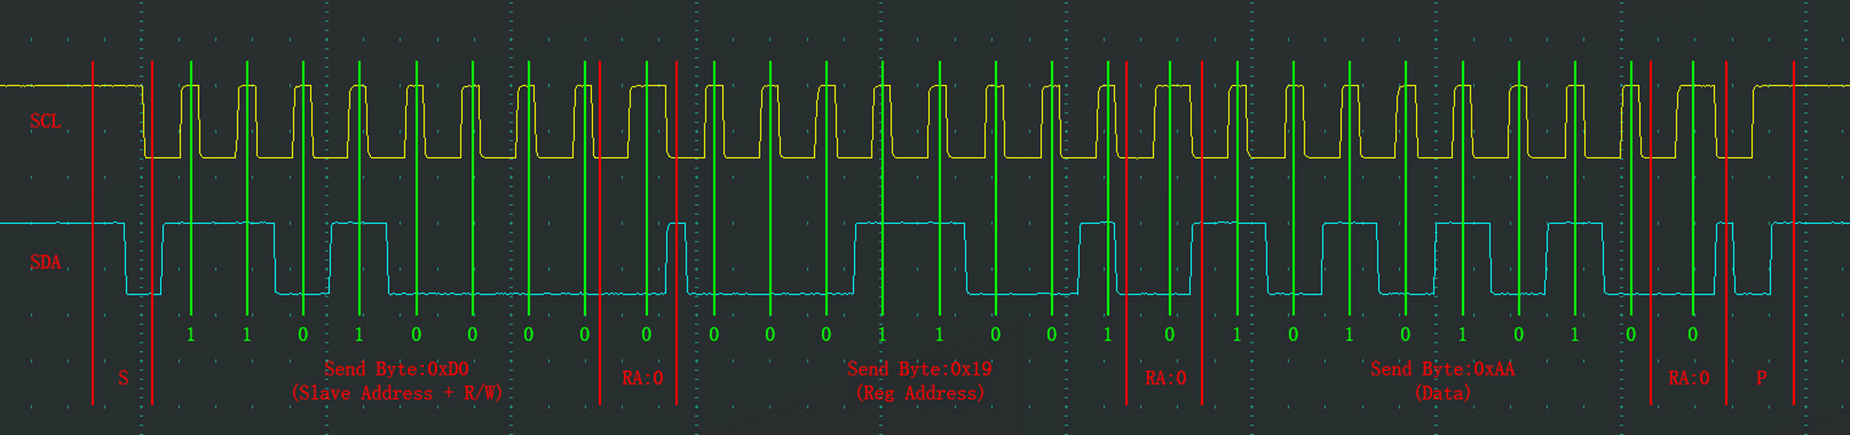 SCL
SDA
1 1 0 1 0 0 0 0 0 0 0 0 1 1 0 0 1 0 1 0 1 0 1 0 1 0 0
S Send Byte:0xD0 RA:0 Send Byte:0x19 RA:0 Send Byte:0xAA RA:0 P
(Slave Address + R/W) (Reg Address) (Data)